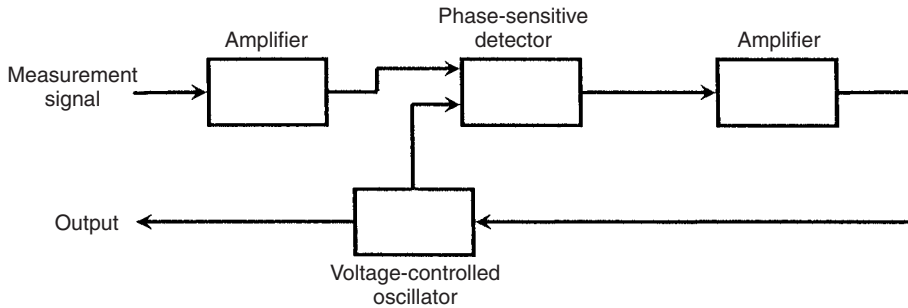 Phase-sensitive
detector
Amplifier
Amplifier
Measurement
signal
Output
Voltage-controlled
oscillator